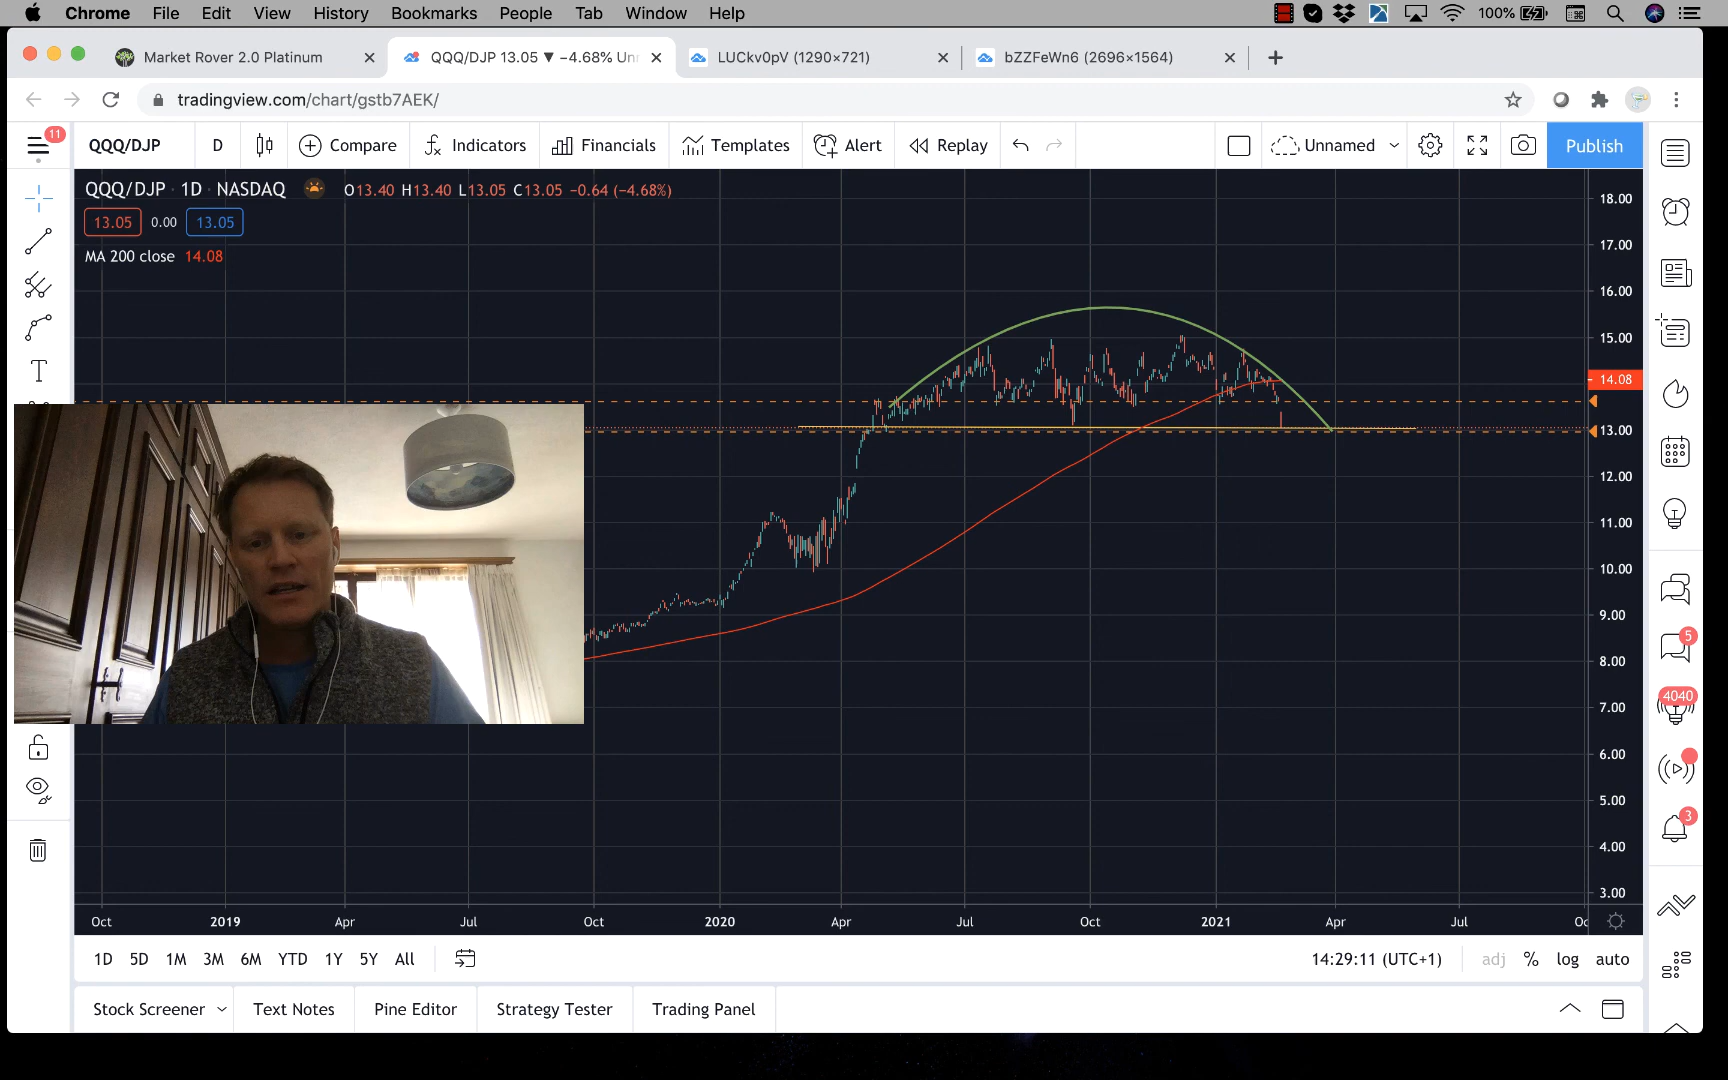 Chrome File Edit View History Bookmarks People Tab Window Help 100%
Market Rover 2.0 Platinum
QQQ/DJP 13.05 ▼ −4.68% Un
LUCkv0pV (1290×721)
bZZFeWn6 (2696×1564)
tradingview.com/chart/gstb7AEK/
11
QQQ/DJP D Compare Indicators Financials Templates Alert Replay Unnamed Publish
QQQ/DJP · 1D · NASDAQ O13.40 H13.40 L13.05 C13.05 −0.64 (−4.68%)
13.05 0.00 13.05
MA 200 close 14.08
18.00
17.00
16.00
15.00
14.08
13.00
12.00
11.00
10.00
9.00
8.00
7.00
6.00
5.00
4.00
3.00
5
4040
3
Oct 2019 Apr Jul Oct 2020 Apr Jul Oct 2021 Apr Jul
1D 5D 1M 3M 6M YTD 1Y 5Y All 14:29:11 (UTC+1) adj % log auto
Stock Screener Text Notes Pine Editor Strategy Tester Trading Panel